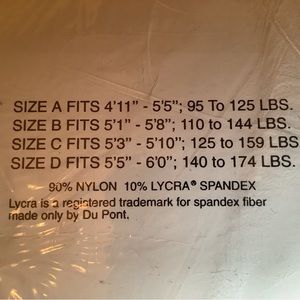 SIZE A FITS 4'11" - 5'5"; 95 To 125 LBS.
SIZE B FITS 5'1" - 5'8"; 110 to 144 LBS.
SIZE C FITS 5'3" - 5'10"; 125 to 159 LBS
SIZE D FITS 5'5" - 6'0"; 140 to 174 LBS.
90% NYLON 10% LYCRA® SPANDEX
Lycra is a registered trademark for spandex fiber
made only by Du Pont.